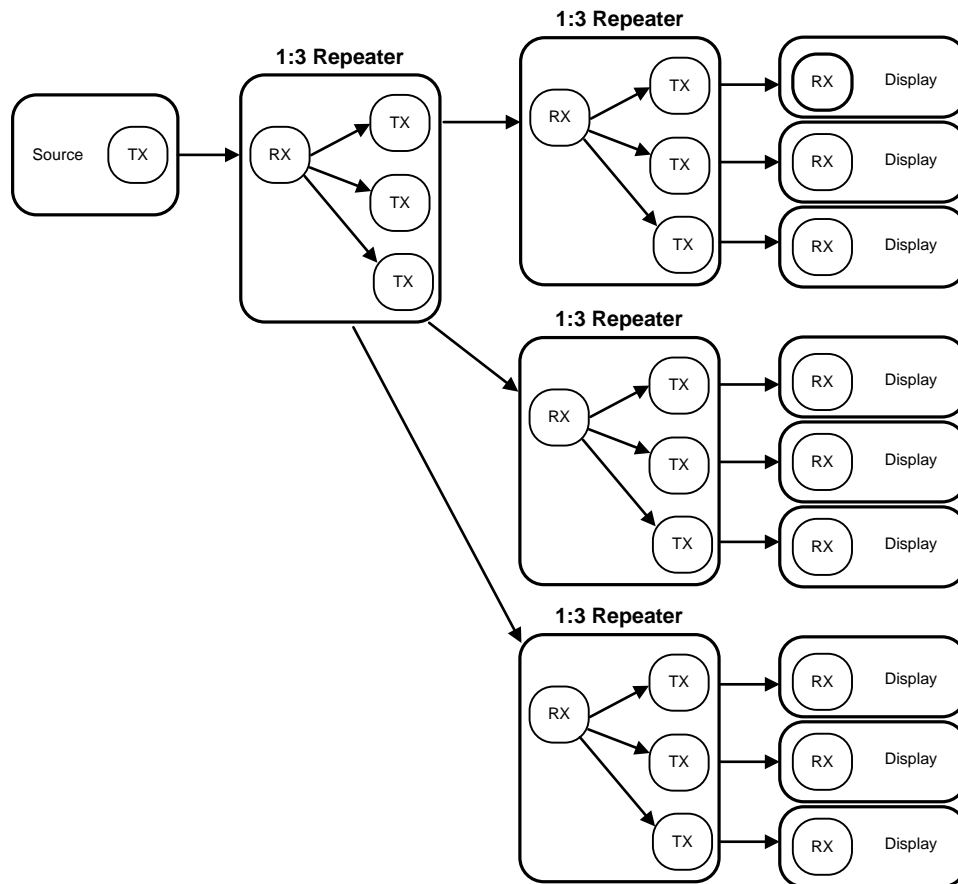 1:3 Repeater
1:3 Repeater
Source
TX
RX
TX
TX
TX
RX
TX
TX
TX
RX
Display
RX
Display
RX
Display
1:3 Repeater
RX
TX
TX
TX
RX
Display
RX
Display
RX
Display
1:3 Repeater
RX
TX
TX
TX
RX
Display
RX
Display
RX
Display